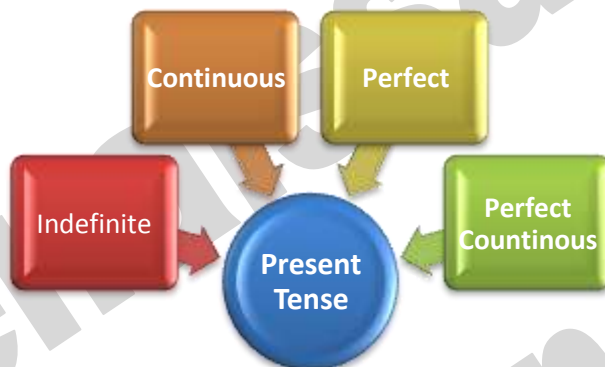 Continuous
Perfect
Indefinite
Perfect
Countinous
Present
Tense